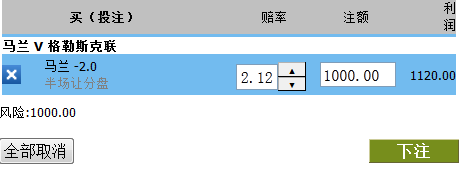 买（投注） 赔率 注额 利润
马兰 V 格勒斯克联
马兰 -2.0 2.12 1000.00 1120.00
半场让分盘
风险:1000.00
全部取消 下注